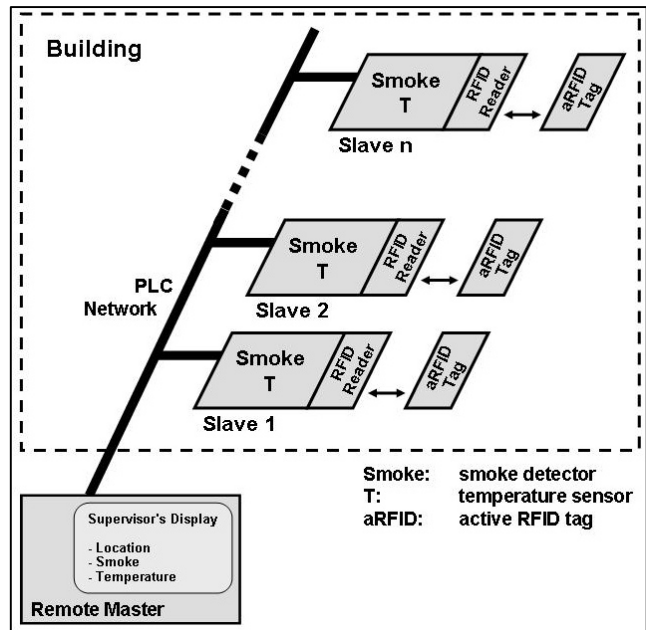 Building
Smoke
T
RFID
Reader
aRFID
Tag
Slave n
Smoke
T
RFID
Reader
aRFID
Tag
Slave 2
PLC
Network
Smoke
T
RFID
Reader
aRFID
Tag
Slave 1
Smoke: smoke detector
T: temperature sensor
aRFID: active RFID tag
Supervisor's Display
- Location
- Smoke
- Temperature
Remote Master